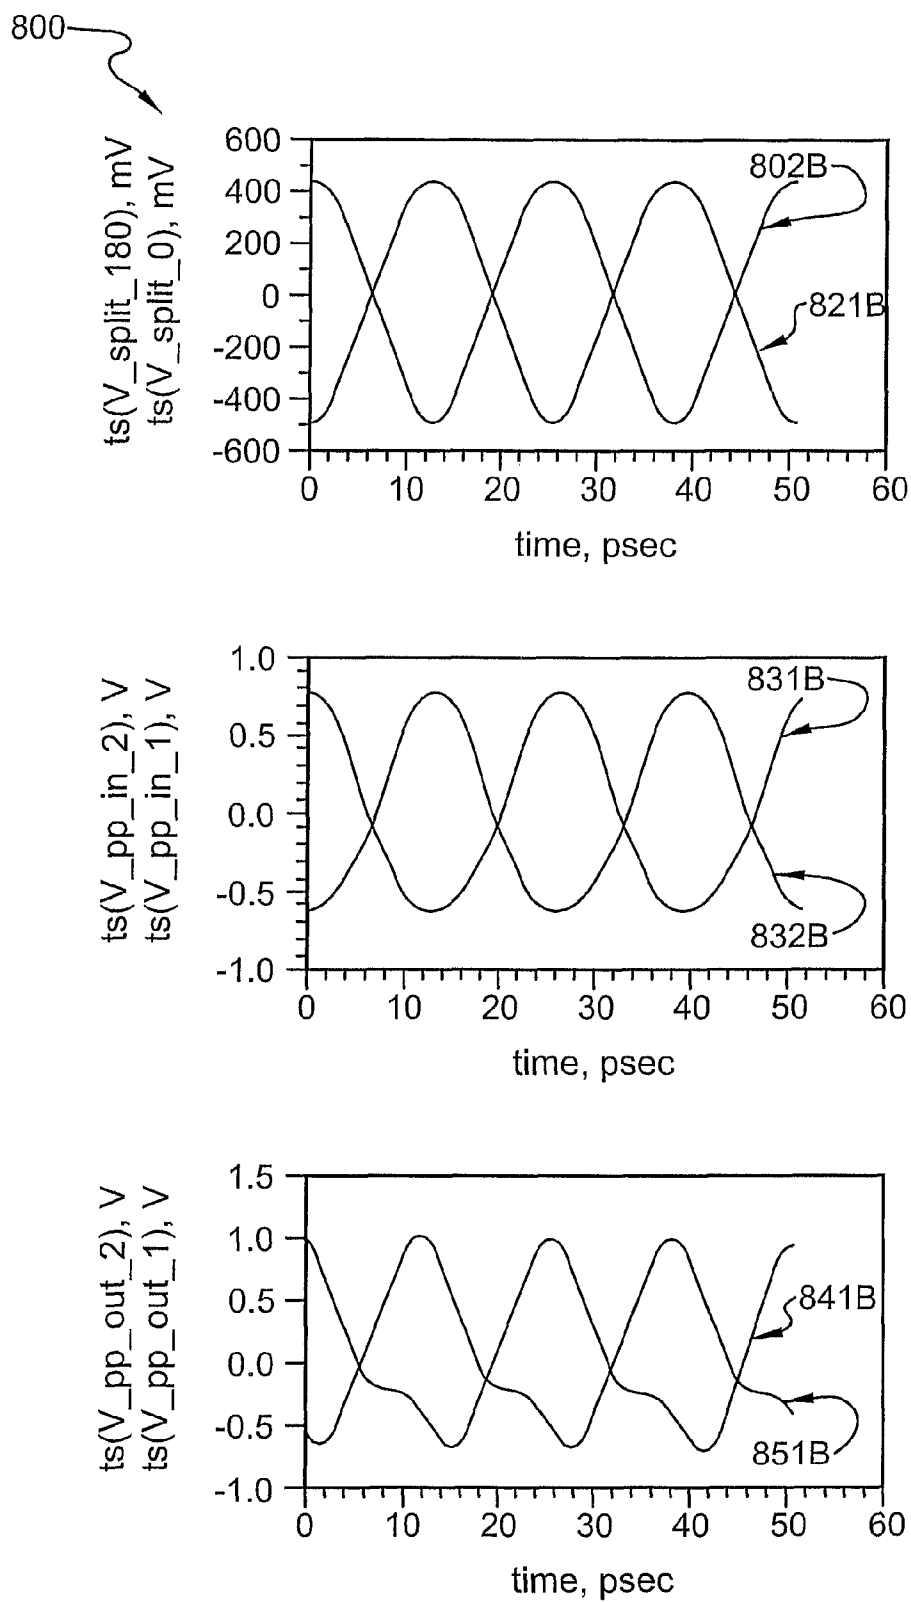 800
ts(V_split_180), mV
ts(V_split_0), mV
600
400
200
0
-200
-400
-600
802B
821B
0 10 20 30 40 50 60
time, psec
ts(V_pp_in_2), V
ts(V_pp_in_1), V
1.0
0.5
0.0
-0.5
-1.0
831B
832B
0 10 20 30 40 50 60
time, psec
ts(V_pp_out_2), V
ts(V_pp_out_1), V
1.5
1.0
0.5
0.0
-0.5
-1.0
841B
851B
0 10 20 30 40 50 60
time, psec